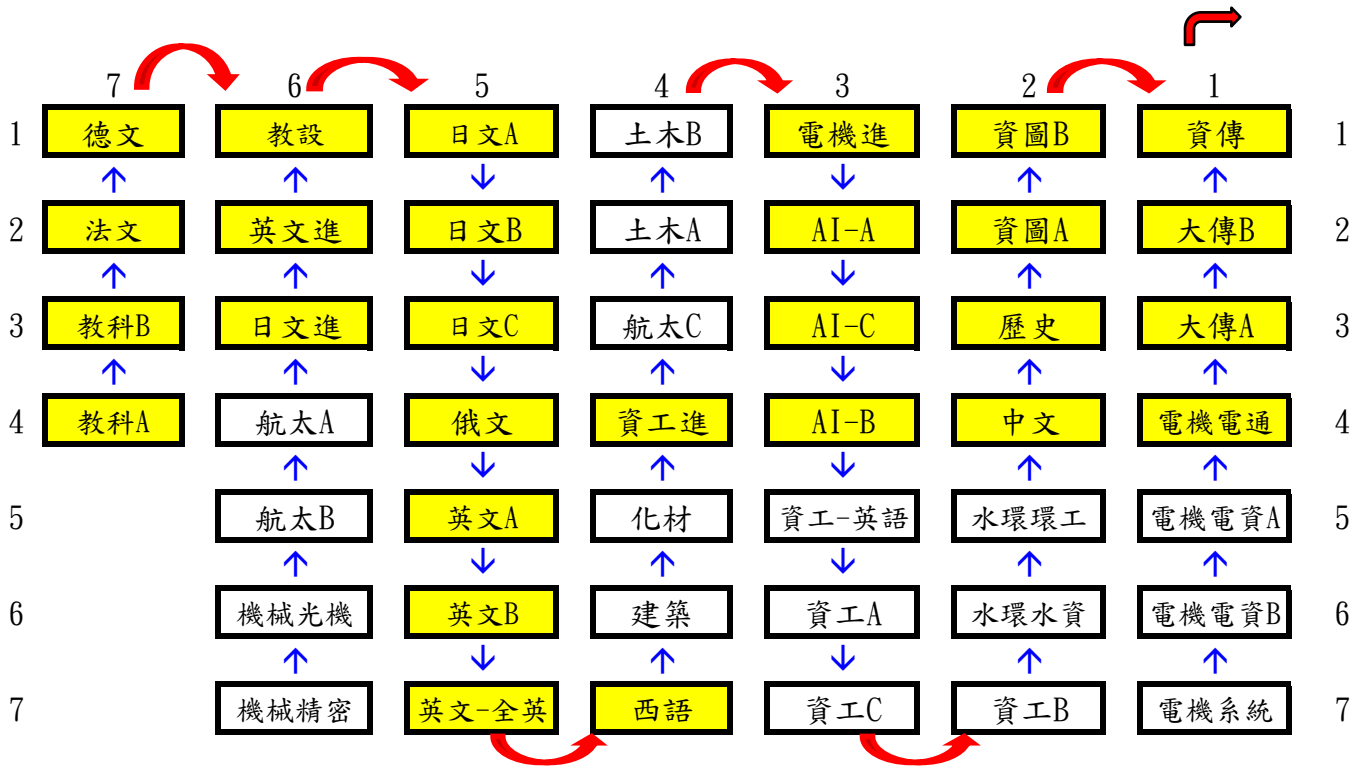 7 6 5 4 3 2 1
1 德文 教設 日文A 土木B 電機進 資圖B 資傳 1
2 法文 英文進 日文B 土木A AI-A 資圖A 大傳B 2
3 教科B 日文進 日文C 航太C AI-C 歷史 大傳A 3
4 教科A 航太A 俄文 資工進 AI-B 中文 電機電通 4
5 航太B 英文A 化材 資工-英語 水環環工 電機電資A 5
6 機械光機 英文B 建築 資工A 水環水資 電機電資B 6
7 機械精密 英文-全英 西語 資工C 資工B 電機系統 7